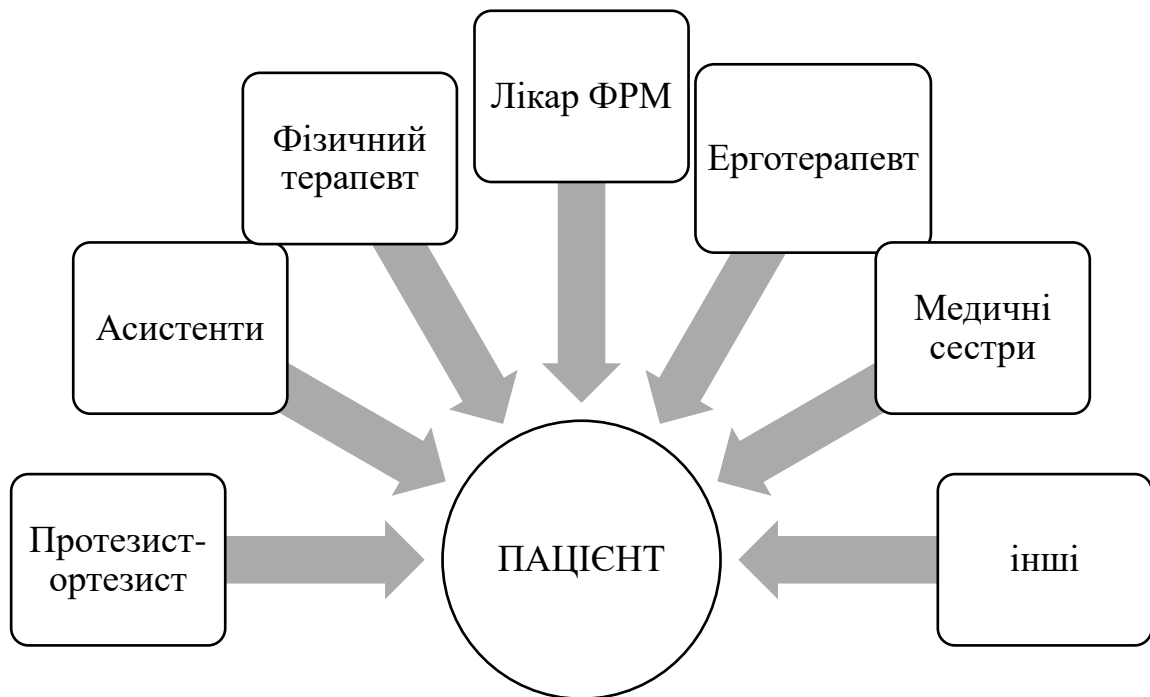 Лікар ФРМ
Фізичний
терапевт
Ерготерапевт
Асистенти
Медичні
сестри
Протезист-
ортезист
ПАЦІЄНТ
інші